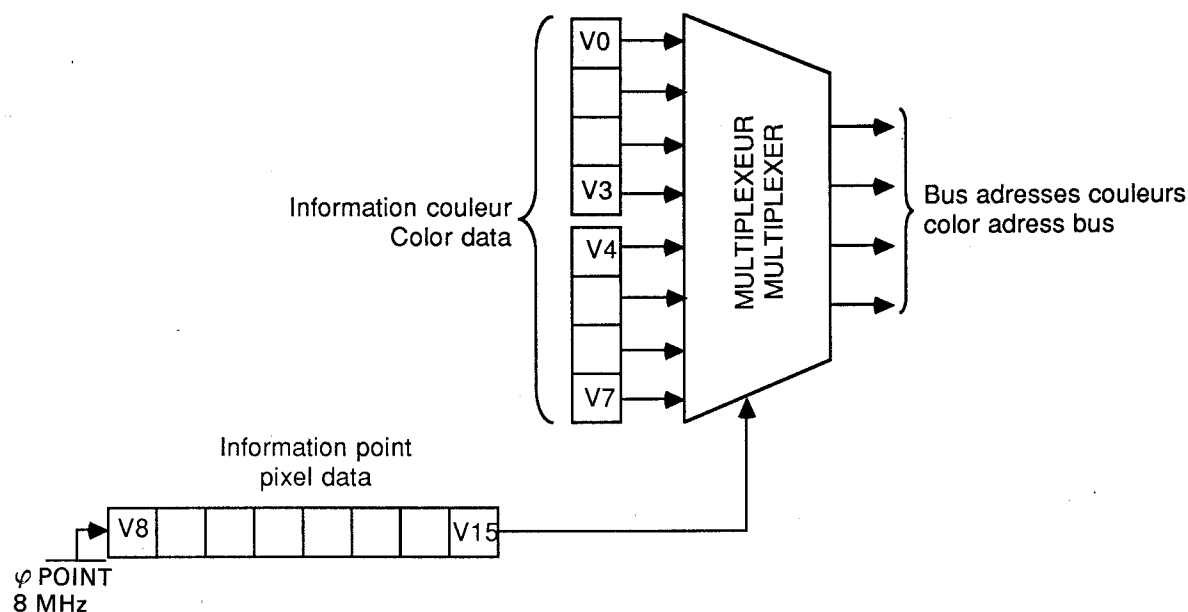 V0
V3
Information couleur
Color data
V4
V7
MULTIPLEXEUR
MULTIPLEXER
Bus adresses couleurs
color adress bus
Information point
pixel data
V8
V15
φ POINT
8 MHz